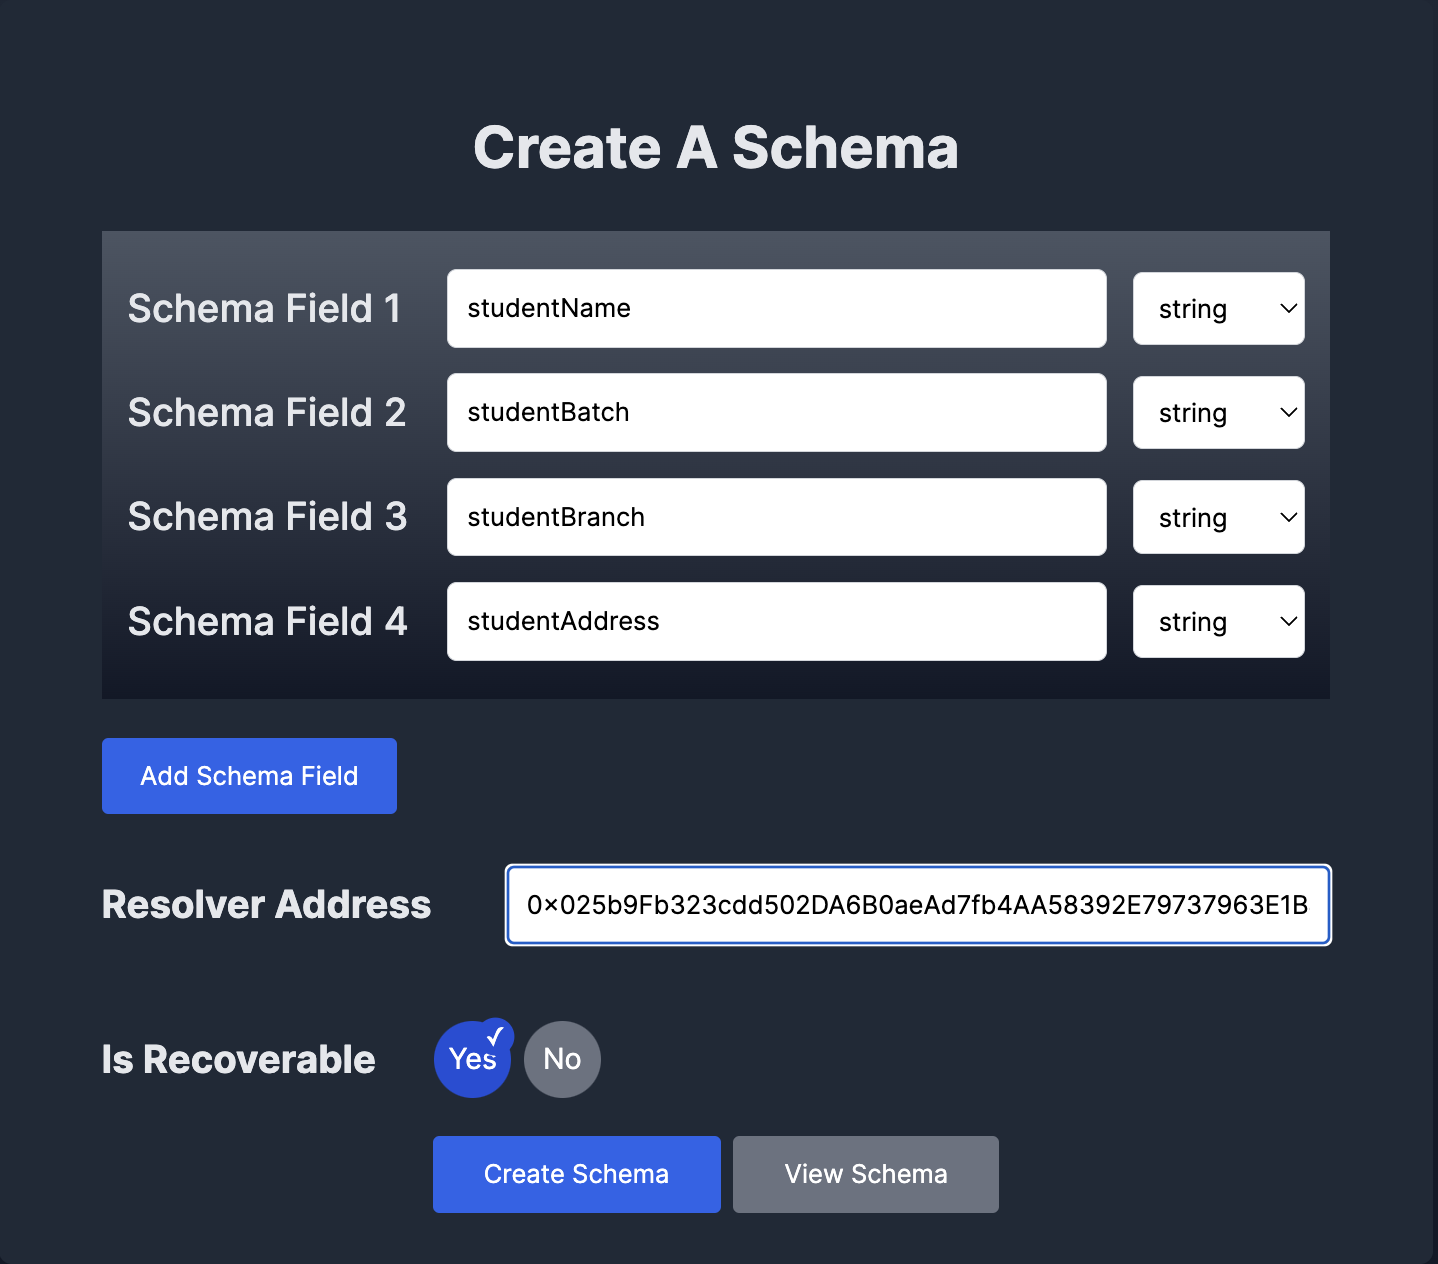 Create A Schema
Schema Field 1 studentName string
Schema Field 2 studentBatch string
Schema Field 3 studentBranch string
Schema Field 4 studentAddress string
Add Schema Field
Resolver Address 0x025b9Fb323cdd502DA6B0aeAd7fb4AA58392E79737963E1B
Is Recoverable Yes No
Create Schema View Schema